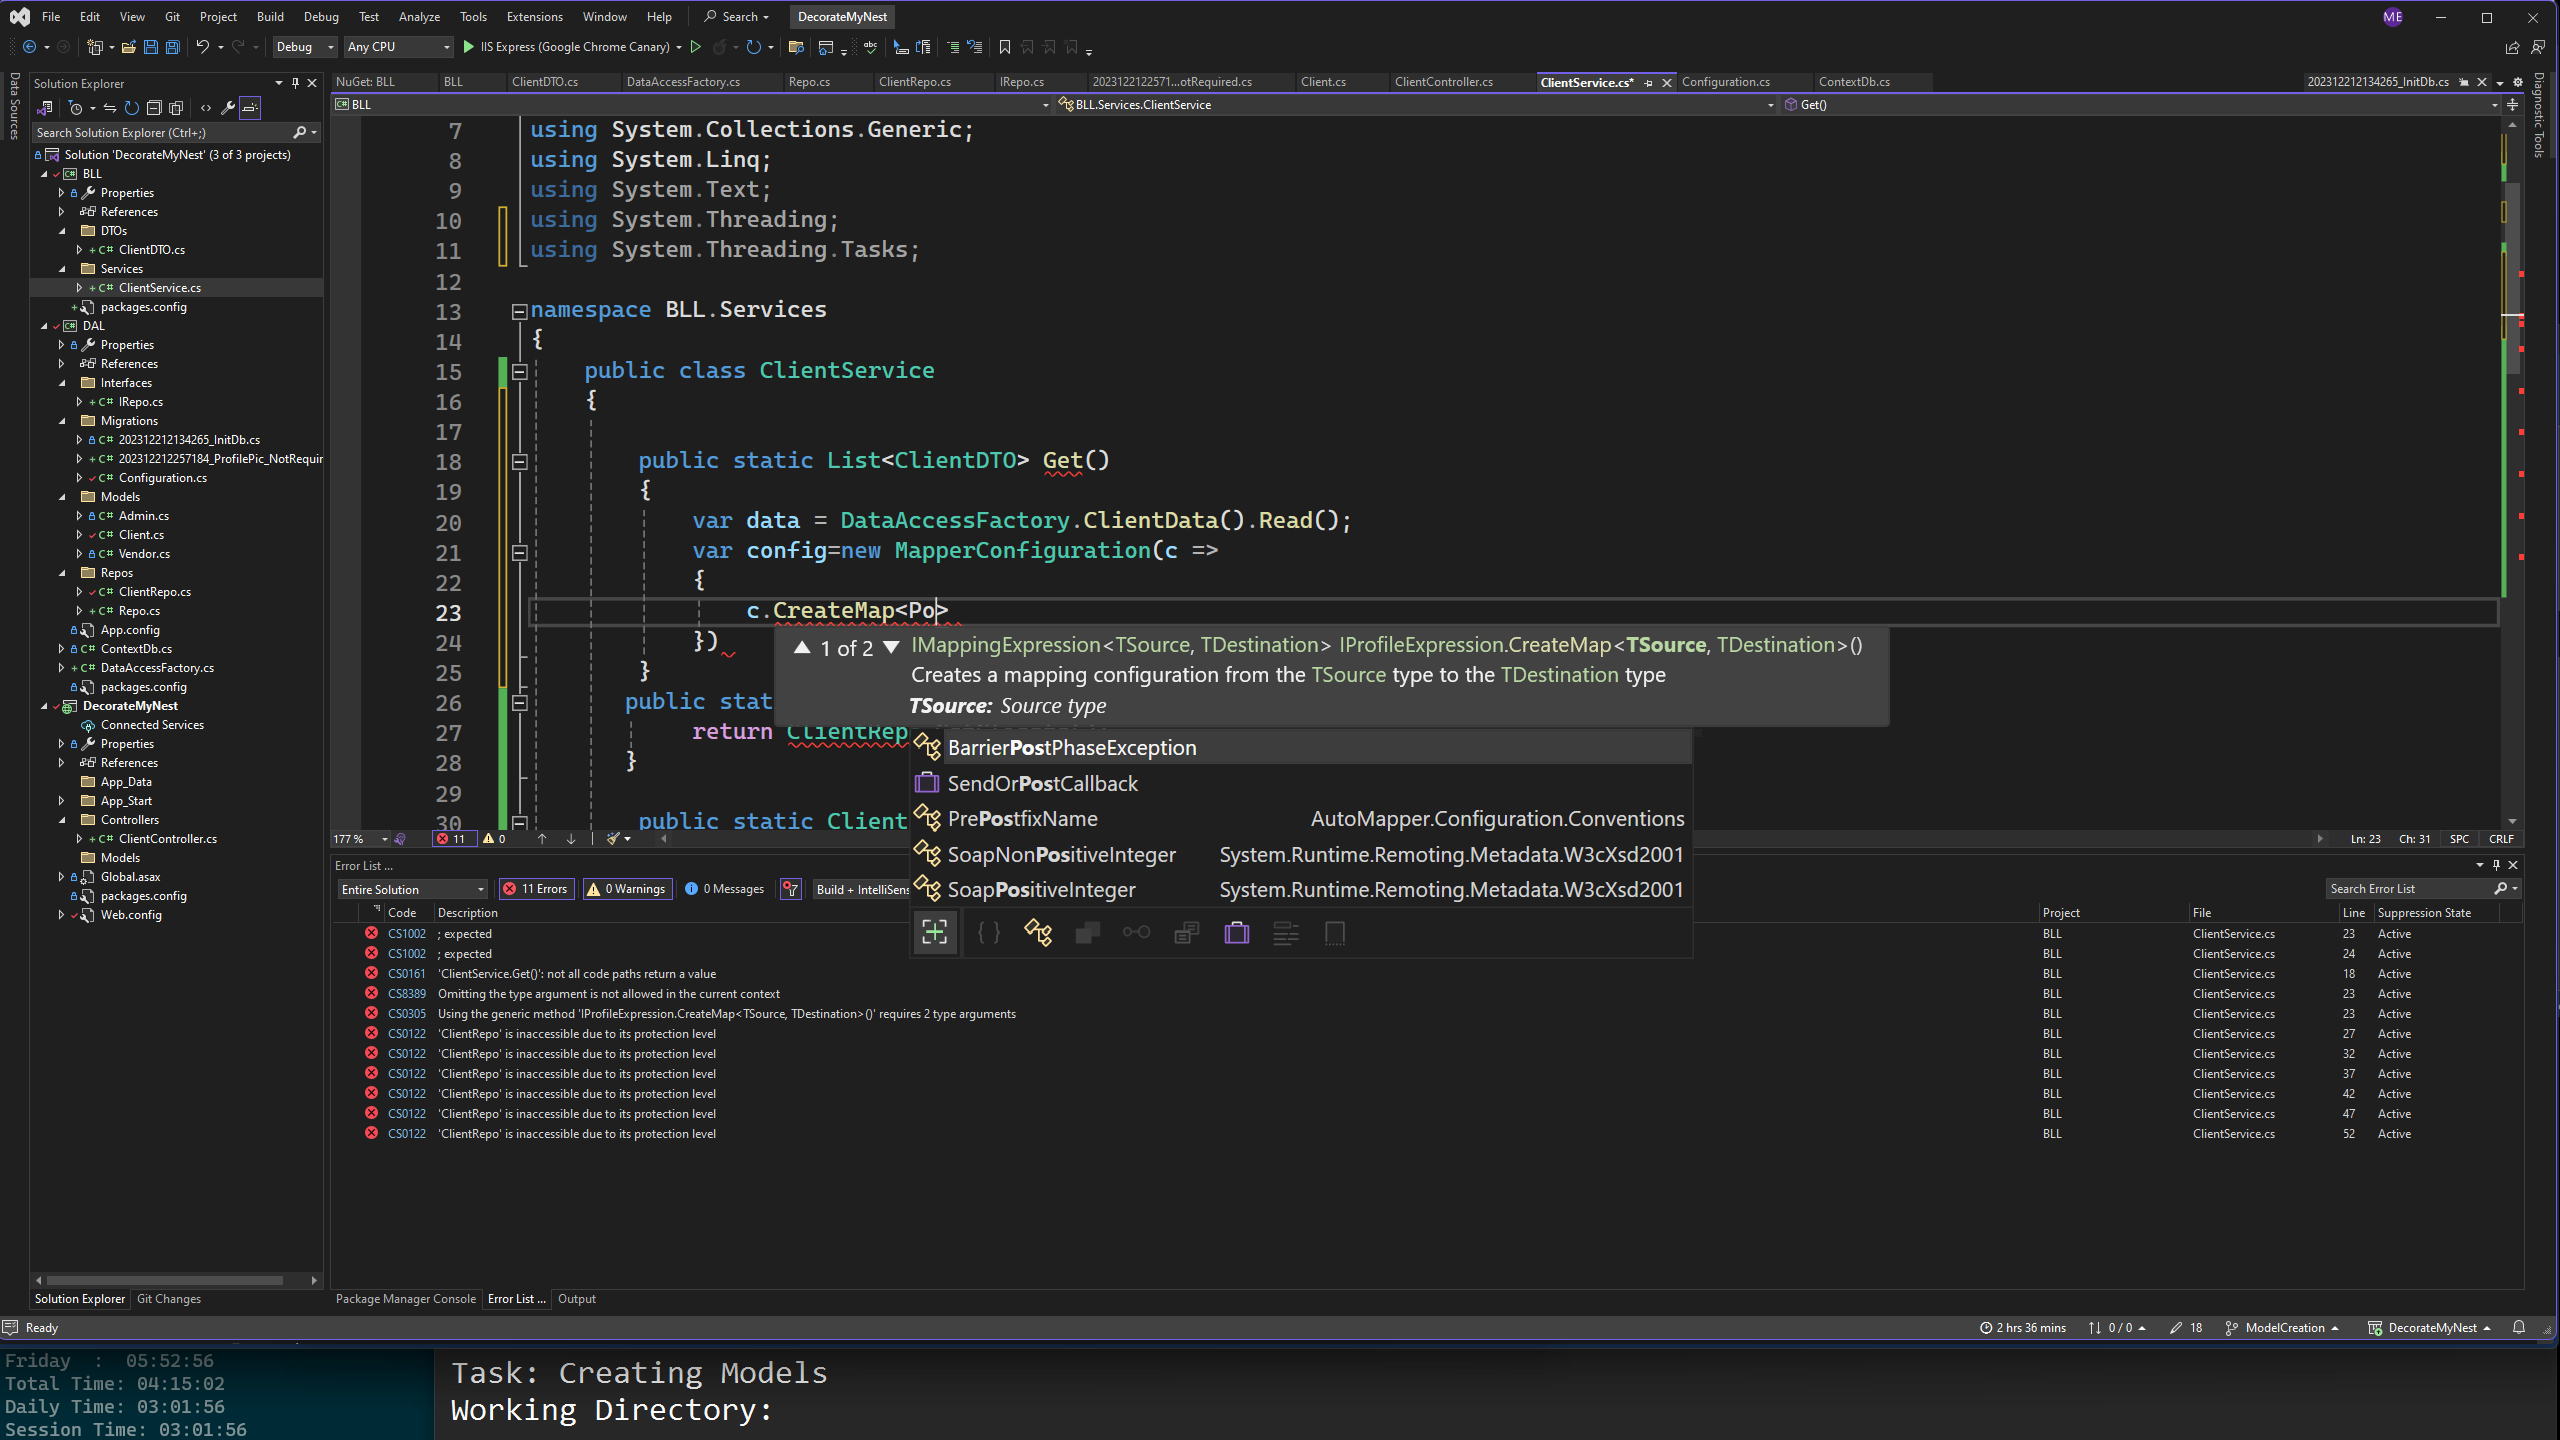 File Edit View Git Project Build Debug Test Analyze Tools Extensions Window Help Search DecorateMyNest ME
Debug Any CPU IIS Express (Google Chrome Canary)
Data Sources
Solution Explorer
Search Solution Explorer (Ctrl+;)
Solution 'DecorateMyNest' (3 of 3 projects)
BLL
Properties
References
DTOs
C# ClientDTO.cs
Services
C# ClientService.cs
packages.config
DAL
Properties
References
Interfaces
C# IRepo.cs
Migrations
C# 202312212134265_InitDb.cs
C# 202312212257184_ProfilePic_NotRequir
C# Configuration.cs
Models
C# Admin.cs
C# Client.cs
C# Vendor.cs
Repos
C# ClientRepo.cs
C# Repo.cs
App.config
C# ContextDb.cs
C# DataAccessFactory.cs
packages.config
DecorateMyNest
Connected Services
Properties
References
App_Data
App_Start
Controllers
C# ClientController.cs
Models
Global.asax
packages.config
Web.config
Solution Explorer Git Changes
NuGet: BLL BLL ClientDTO.cs DataAccessFactory.cs Repo.cs ClientRepo.cs IRepo.cs 2023122122571...otRequired.cs Client.cs ClientController.cs ClientService.cs* Configuration.cs ContextDb.cs 202312212134265_InitDb.cs
C# BLL BLL.Services.ClientService Get()
Diagnostic Tools
7 using System.Collections.Generic;
8 using System.Linq;
9 using System.Text;
10 using System.Threading;
11 using System.Threading.Tasks;
12
13 namespace BLL.Services
14 {
15 public class ClientService
16 {
17
18 public static List<ClientDTO> Get()
19 {
20 var data = DataAccessFactory.ClientData().Read();
21 var config=new MapperConfiguration(c =>
22 {
23 c.CreateMap<Po>
24 })
25 }
26 public stat
27 return ClientRep
28 }
29
30 public static Client
1 of 2 IMappingExpression<TSource, TDestination> IProfileExpression.CreateMap<TSource, TDestination>()
Creates a mapping configuration from the TSource type to the TDestination type
TSource: Source type
BarrierPostPhaseException
SendOrPostCallback
PrePostfixName AutoMapper.Configuration.Conventions
SoapNonPositiveInteger System.Runtime.Remoting.Metadata.W3cXsd2001
SoapPositiveInteger System.Runtime.Remoting.Metadata.W3cXsd2001
177 % 11 0 Ln: 23 Ch: 31 SPC CRLF
Error List ...
Entire Solution 11 Errors 0 Warnings 0 Messages Build + IntelliSens Search Error List
Code Description Project File Line Suppression State
CS1002 ; expected BLL ClientService.cs 23 Active
CS1002 ; expected BLL ClientService.cs 24 Active
CS0161 'ClientService.Get()': not all code paths return a value BLL ClientService.cs 18 Active
CS8389 Omitting the type argument is not allowed in the current context BLL ClientService.cs 23 Active
CS0305 Using the generic method 'IProfileExpression.CreateMap<TSource, TDestination>()' requires 2 type arguments BLL ClientService.cs 23 Active
CS0122 'ClientRepo' is inaccessible due to its protection level BLL ClientService.cs 27 Active
CS0122 'ClientRepo' is inaccessible due to its protection level BLL ClientService.cs 32 Active
CS0122 'ClientRepo' is inaccessible due to its protection level BLL ClientService.cs 37 Active
CS0122 'ClientRepo' is inaccessible due to its protection level BLL ClientService.cs 42 Active
CS0122 'ClientRepo' is inaccessible due to its protection level BLL ClientService.cs 47 Active
CS0122 'ClientRepo' is inaccessible due to its protection level BLL ClientService.cs 52 Active
Package Manager Console Error List ... Output
Ready 2 hrs 36 mins 0 / 0 18 ModelCreation DecorateMyNest
Friday : 05:52:56
Total Time: 04:15:02
Daily Time: 03:01:56
Session Time: 03:01:56
Task: Creating Models
Working Directory: